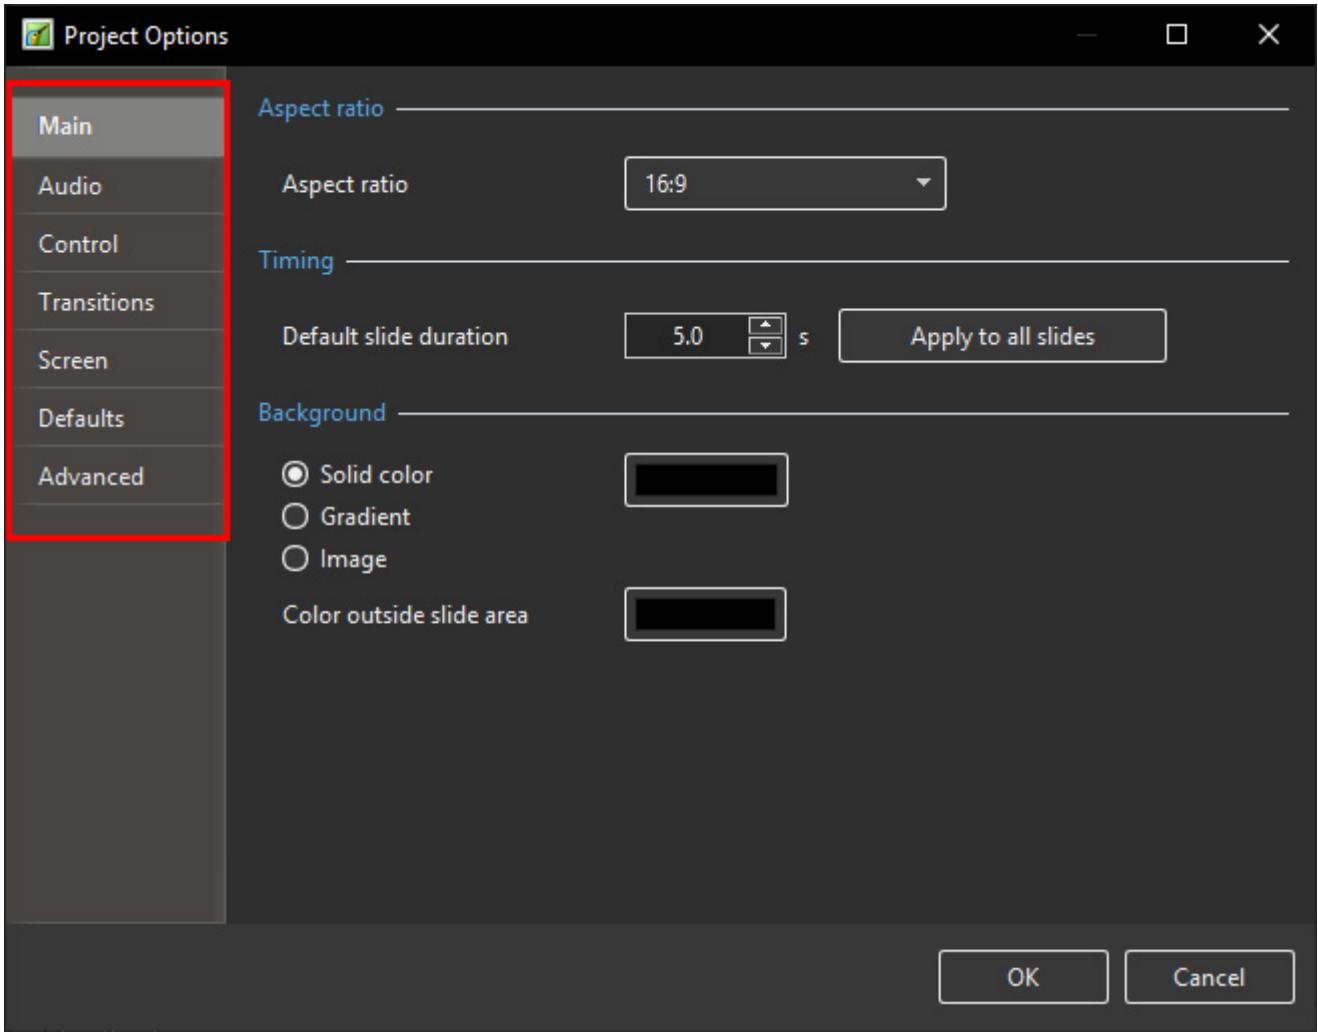 Project Options
Main
Audio
Control
Transitions
Screen
Defaults
Advanced
Aspect ratio
Aspect ratio 16:9
Timing
Default slide duration 5.0 s Apply to all slides
Background
Solid color
Gradient
Image
Color outside slide area
OK Cancel